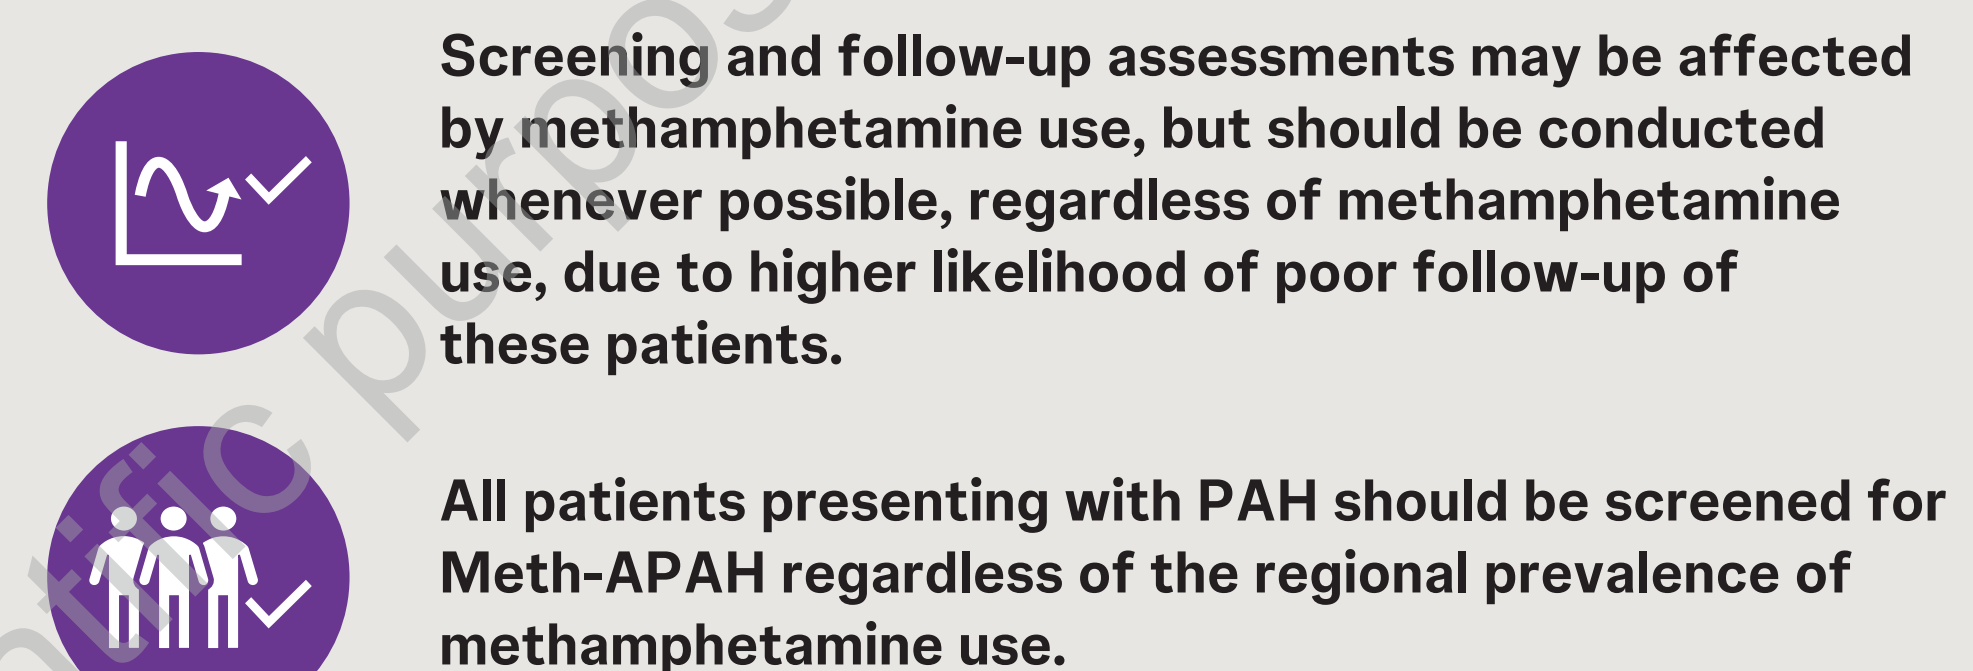 Screening and follow-up assessments may be affected
by methamphetamine use, but should be conducted
whenever possible, regardless of methamphetamine
use, due to higher likelihood of poor follow-up of
these patients.
All patients presenting with PAH should be screened for
Meth-APAH regardless of the regional prevalence of
methamphetamine use.